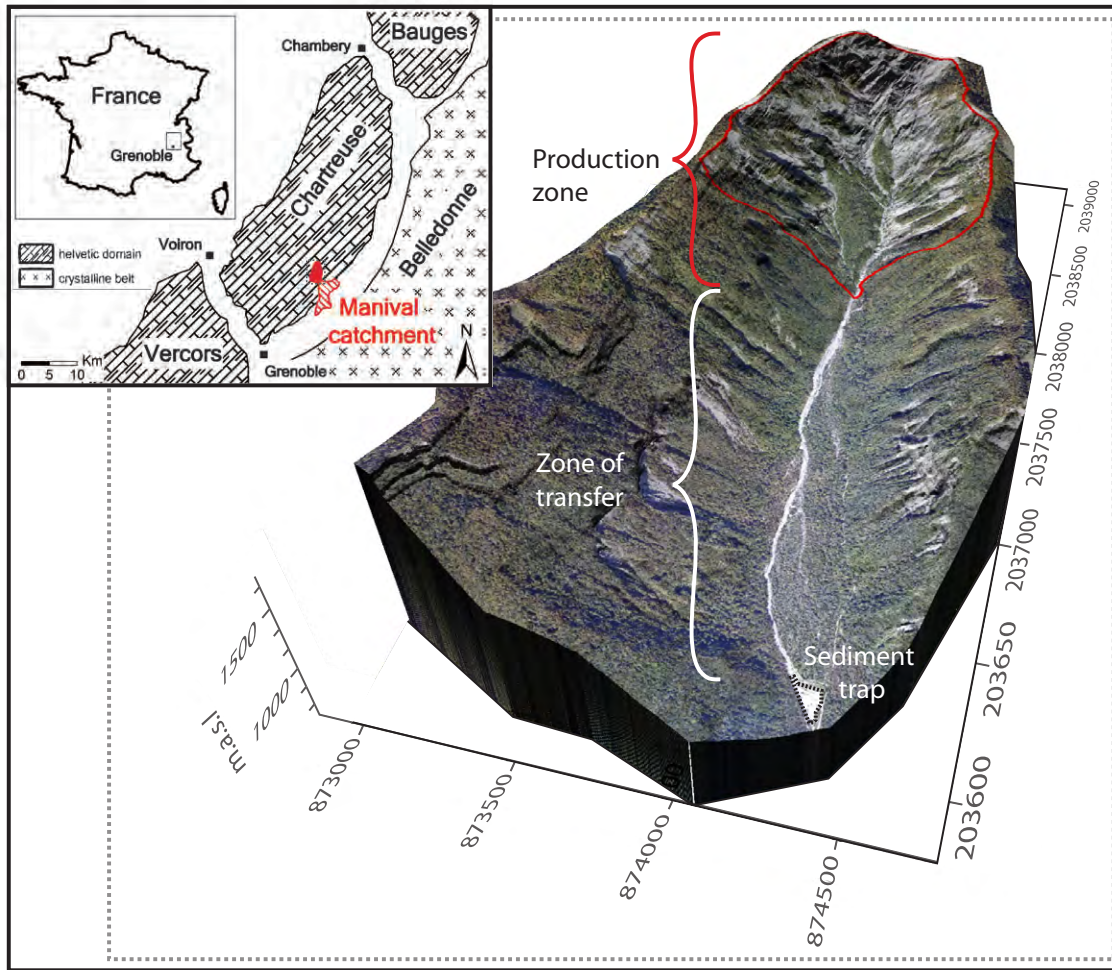 Bauges
Chambery
France
Grenoble
Chartreuse
Belledonne
Voiron
helvetic domain
crystalline belt
Manival
catchment
N
Vercors
Km
0 5 10
Grenoble
Production
zone
Zone of
transfer
Sediment
trap
2039000
2038500
2038000
2037500
2037000
203650
203600
1500
1000
m.a.s.l
873000
873500
874000
874500